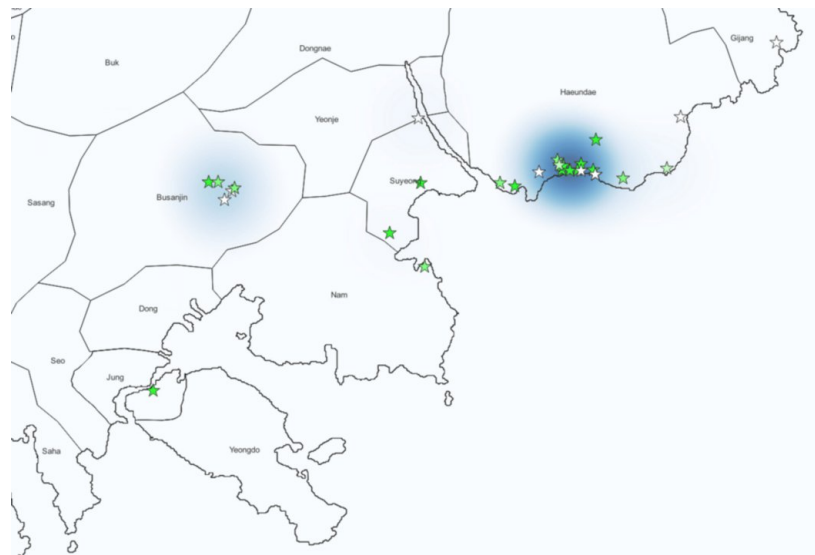 Gijang
Dongnae
Buk
Haeundae
Yeonje
Suyeong
Busanjin
Sasang
Nam
Dong
Seo
Jung
Yeongdo
Saha